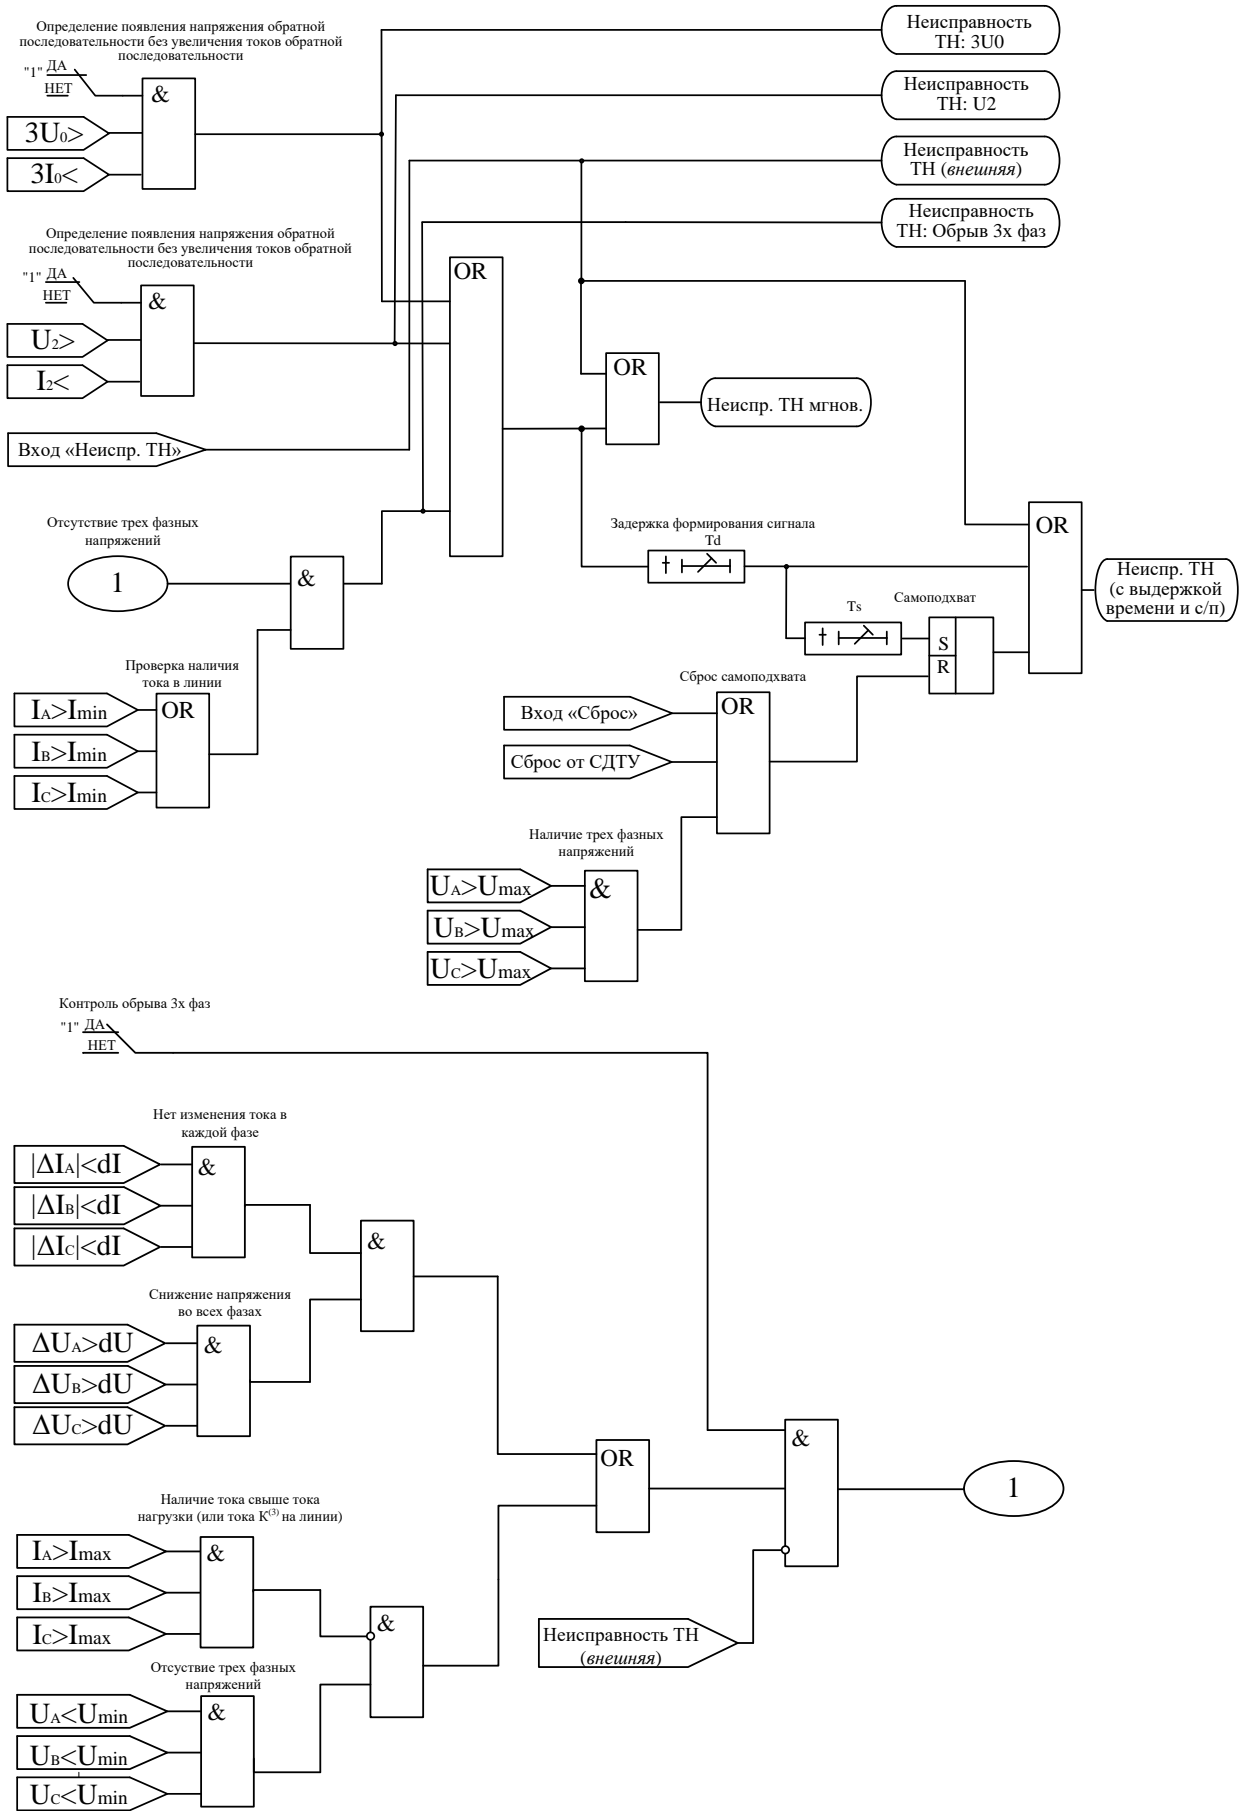 Определение появления напряжения обратной
последовательности без увеличения токов обратной
последовательности
"1" ДА
НЕТ
&
3U0>
3I0<
Неисправность
ТН: 3U0
Неисправность
ТН: U2
Неисправность
ТН (внешняя)
Неисправность
ТН: Обрыв 3х фаз
Определение появления напряжения обратной
последовательности без увеличения токов обратной
последовательности
"1" ДА
НЕТ
&
U2>
I2<
OR
OR
Неиспр. ТН мгнов.
Вход «Неиспр. ТН»
Отсутствие трех фазных
напряжений
1
&
Задержка формирования сигнала
Td
OR
Неиспр. ТН
(с выдержкой
времени и с/п)
Ts
Самоподхват
S
R
Проверка наличия
тока в линии
IA>Imin
IB>Imin
IC>Imin
OR
Сброс самоподхвата
Вход «Сброс»
Сброс от СДТУ
OR
Наличие трех фазных
напряжений
UA>Umax
UB>Umax
UC>Umax
&
Контроль обрыва 3х фаз
"1" ДА
НЕТ
Нет изменения тока в
каждой фазе
|ΔIA|<dI
|ΔIB|<dI
|ΔIC|<dI
&
&
Снижение напряжения
во всех фазах
ΔUA>dU
ΔUB>dU
ΔUC>dU
&
OR
&
1
Наличие тока свыше тока
нагрузки (или тока К(3) на линии)
IA>Imax
IB>Imax
IC>Imax
&
&
Неисправность ТН
(внешняя)
Отсуствие трех фазных
напряжений
UA<Umin
UB<Umin
UC<Umin
&